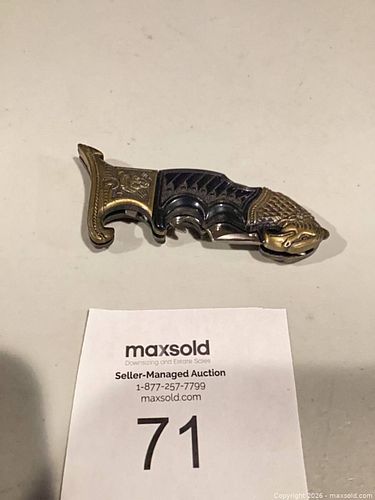 maxsold
Downsizing and Estate Sales
Seller-Managed Auction
1-877-257-7799
maxsold.com
71
Copyright 2026 - maxsold.com